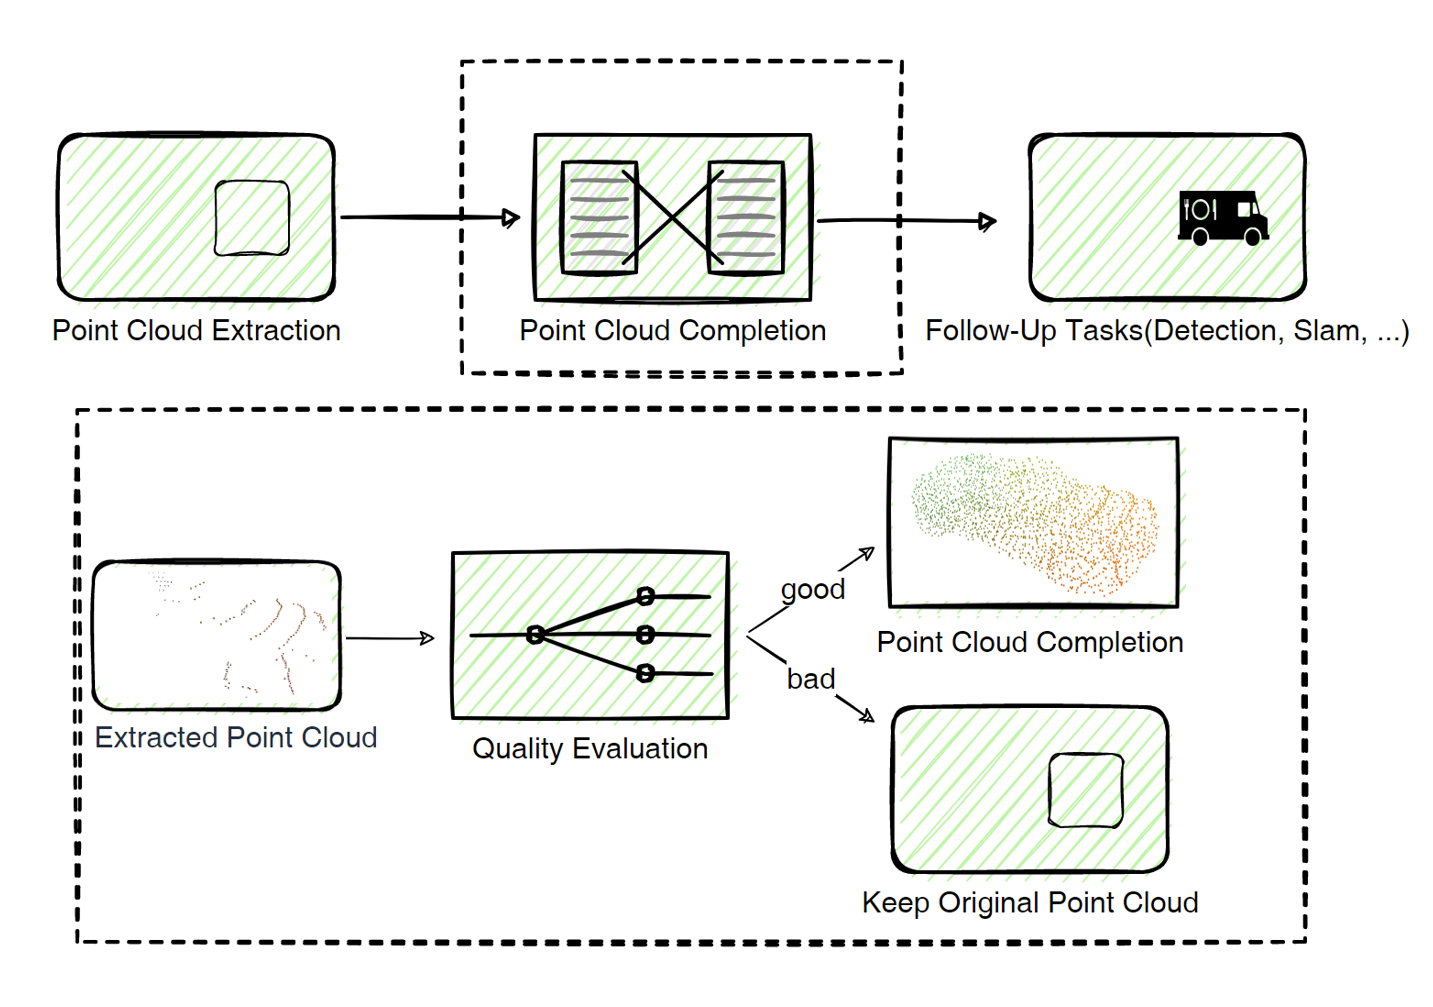 Point Cloud Extraction
Point Cloud Completion
Follow-Up Tasks(Detection, Slam, ...)
good
Point Cloud Completion
bad
Extracted Point Cloud
Quality Evaluation
Keep Original Point Cloud